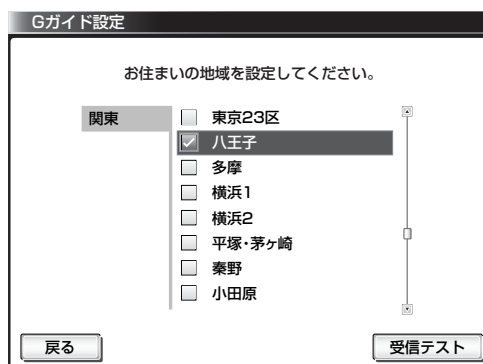 Gガイド設定
お住まいの地域を設定してください。
関東
東京23区
八王子
多摩
横浜1
横浜2
平塚・茅ヶ崎
秦野
小田原
戻る
受信テスト